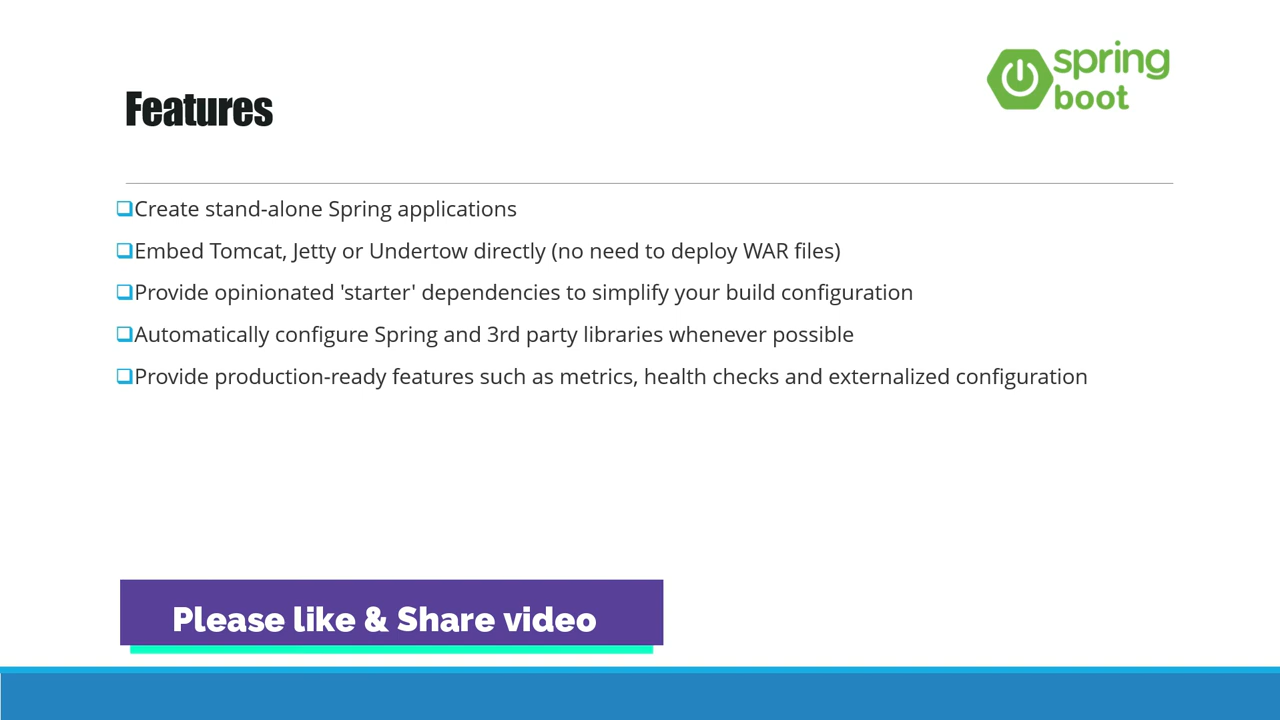 spring
boot
Features
Create stand-alone Spring applications
Embed Tomcat, Jetty or Undertow directly (no need to deploy WAR files)
Provide opinionated 'starter' dependencies to simplify your build configuration
Automatically configure Spring and 3rd party libraries whenever possible
Provide production-ready features such as metrics, health checks and externalized configuration
Please like & Share video